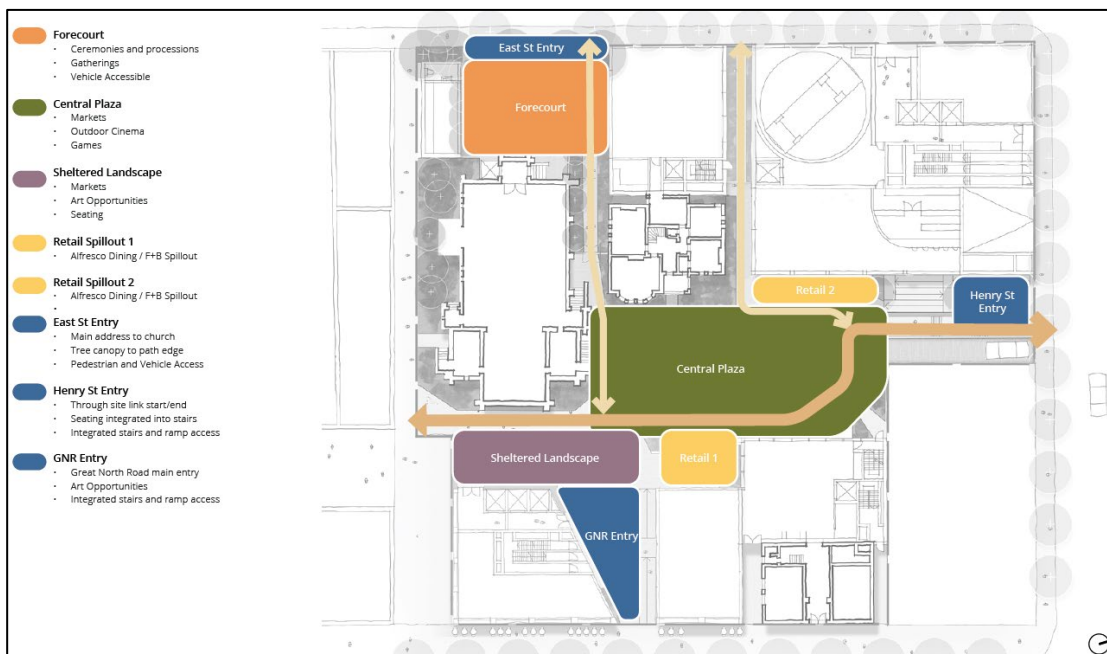 Forecourt
· Ceremonies and processions
· Gatherings
· Vehicle Accessible
Central Plaza
· Markets
· Outdoor Cinema
· Games
Sheltered Landscape
· Markets
· Art Opportunities
· Seating
Retail Spillout 1
· Alfresco Dining / F+B Spillout
Retail Spillout 2
· Alfresco Dining / F+B Spillout
·
East St Entry
· Main address to church
· Tree canopy to path edge
· Pedestrian and Vehicle Access
Henry St Entry
· Through site link start/end
· Seating integrated into stairs
· Integrated stairs and ramp access
GNR Entry
· Great North Road main entry
· Art Opportunities
· Integrated stairs and ramp access
East St Entry
Forecourt
Retail 2
Henry St
Entry
Central Plaza
Sheltered Landscape
Retail 1
GNR Entry